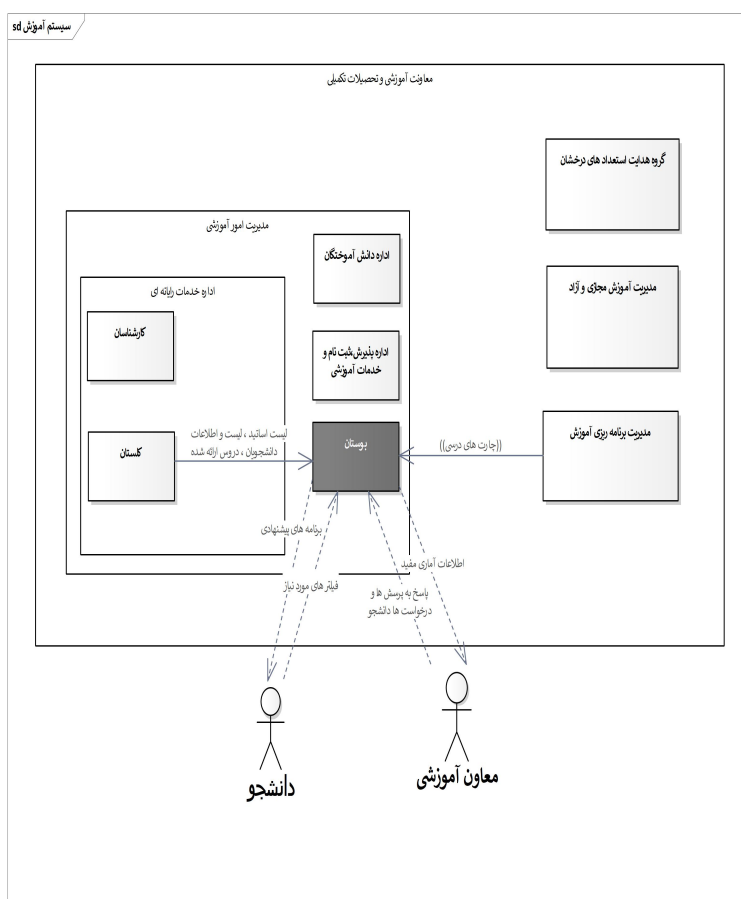 سیستم آموزش sd
معاونت آموزشی و تحصیلات تکمیلی
گروه هدایت استعداد های درخشان
مدیریت امور آموزشی
اداره دانش آموختگان
مدیریت آموزش مجازی و آزاد
اداره خدمات رایانه ای
کارشناسان
اداره پذیرش،ثبت نام و
خدمات آموزشی
مدیریت برنامه ریزی آموزش
گلستان
لیست اساتید ، لیست و اطلاعات
دانشجویان ، دروس ارائه شده
بوستان
((چارت های درسی))
برنامه های پیشنهادی
فیلتر های مورد نیاز
اطلاعات آماری مفید
پاسخ به پرسش ها و
درخواست ها دانشجو
دانشجو
معاون آموزشی